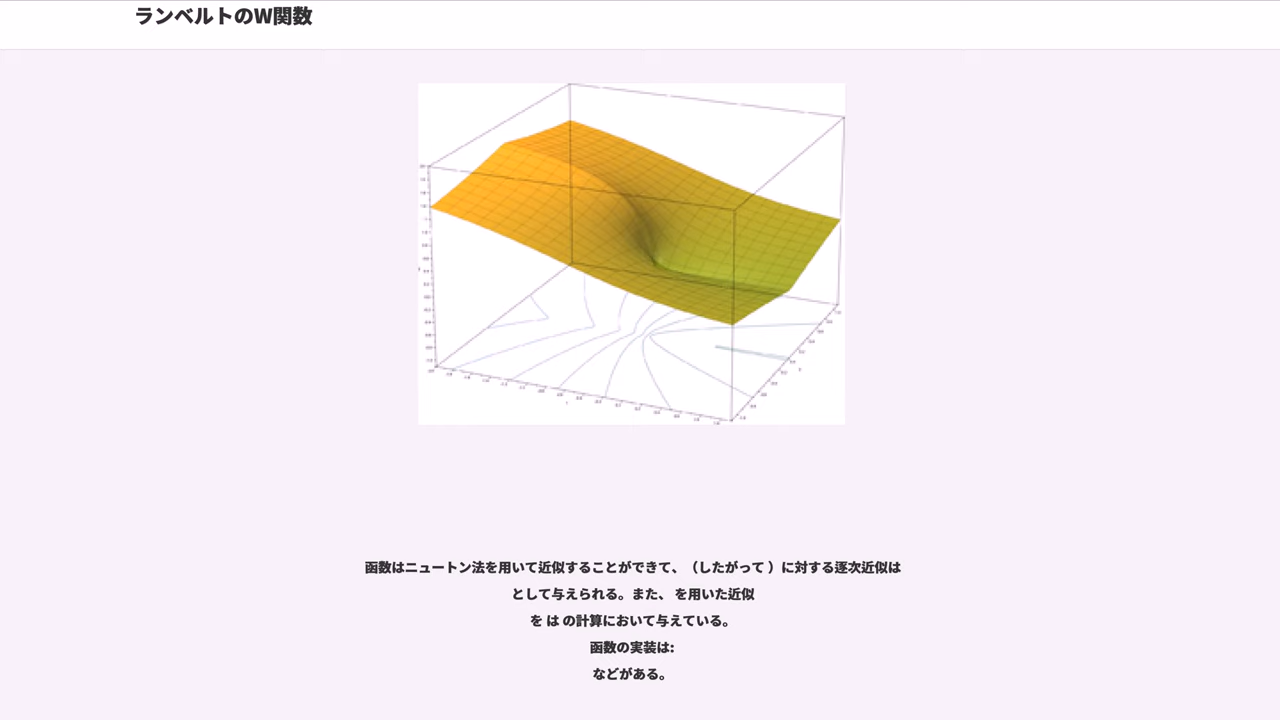 ランベルトのW関数
函数はニュートン法を用いて近似することができて、（したがって ）に対する逐次近似は
として与えられる。また、 を用いた近似
を は の計算において与えている。
函数の実装は:
などがある。